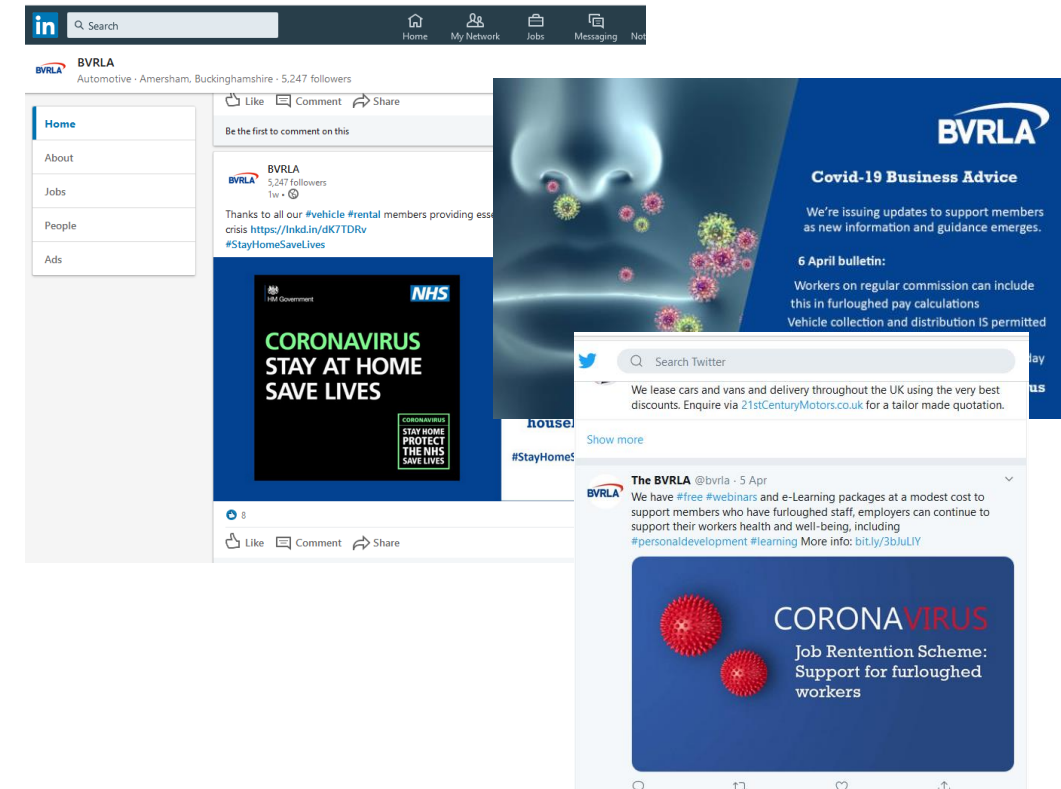 in
Search
Home
My Network
Jobs
Messaging
BVRLA
BVRLA
Automotive · Amersham, Buckinghamshire · 5,247 followers
Home
About
Jobs
People
Ads
Like Comment Share
Be the first to comment on this
BVRLA
BVRLA
5,247 followers
1w •
Thanks to all our #vehicle #rental members providing
crisis https://lnkd.in/dK7TDRv
#StayHomeSaveLives
HM Government
NHS
CORONAVIRUS
STAY AT HOME
SAVE LIVES
CORONAVIRUS
STAY HOME
PROTECT
THE NHS
SAVE LIVES
8
Like Comment Share
BVRLA
Covid-19 Business Advice
We're issuing updates to support members
as new information and guidance emerges.
6 April bulletin:
Workers on regular commission can include
this in furloughed pay calculations
Vehicle collection and distribution IS permitted
Search Twitter
We lease cars and vans and delivery throughout the UK using the very best
discounts. Enquire via 21stCenturyMotors.co.uk for a tailor made quotation.
Show more
BVRLA
The BVRLA @bvrla · 5 Apr
We have #free #webinars and e-Learning packages at a modest cost to
support members who have furloughed staff, employers can continue to
support their workers health and well-being, including
#personaldevelopment #learning More info: bit.ly/3bJuLlY
CORONAVIRUS
Job Rentention Scheme:
Support for furloughed
workers